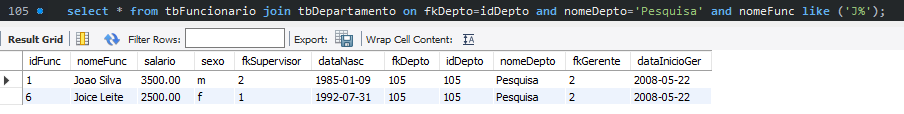 105 select * from tbFuncionario join tbDepartamento on fkDepto=idDepto and nomeDepto='Pesquisa' and nomeFunc like ('J%');
Result Grid Filter Rows: Export: Wrap Cell Content:
idFunc nomeFunc salario sexo fkSupervisor dataNasc fkDepto idDepto nomeDepto fkGerente dataInicioGer
1 Joao Silva 3500.00 m 2 1985-01-09 105 105 Pesquisa 2 2008-05-22
6 Joice Leite 2500.00 f 1 1992-07-31 105 105 Pesquisa 2 2008-05-22